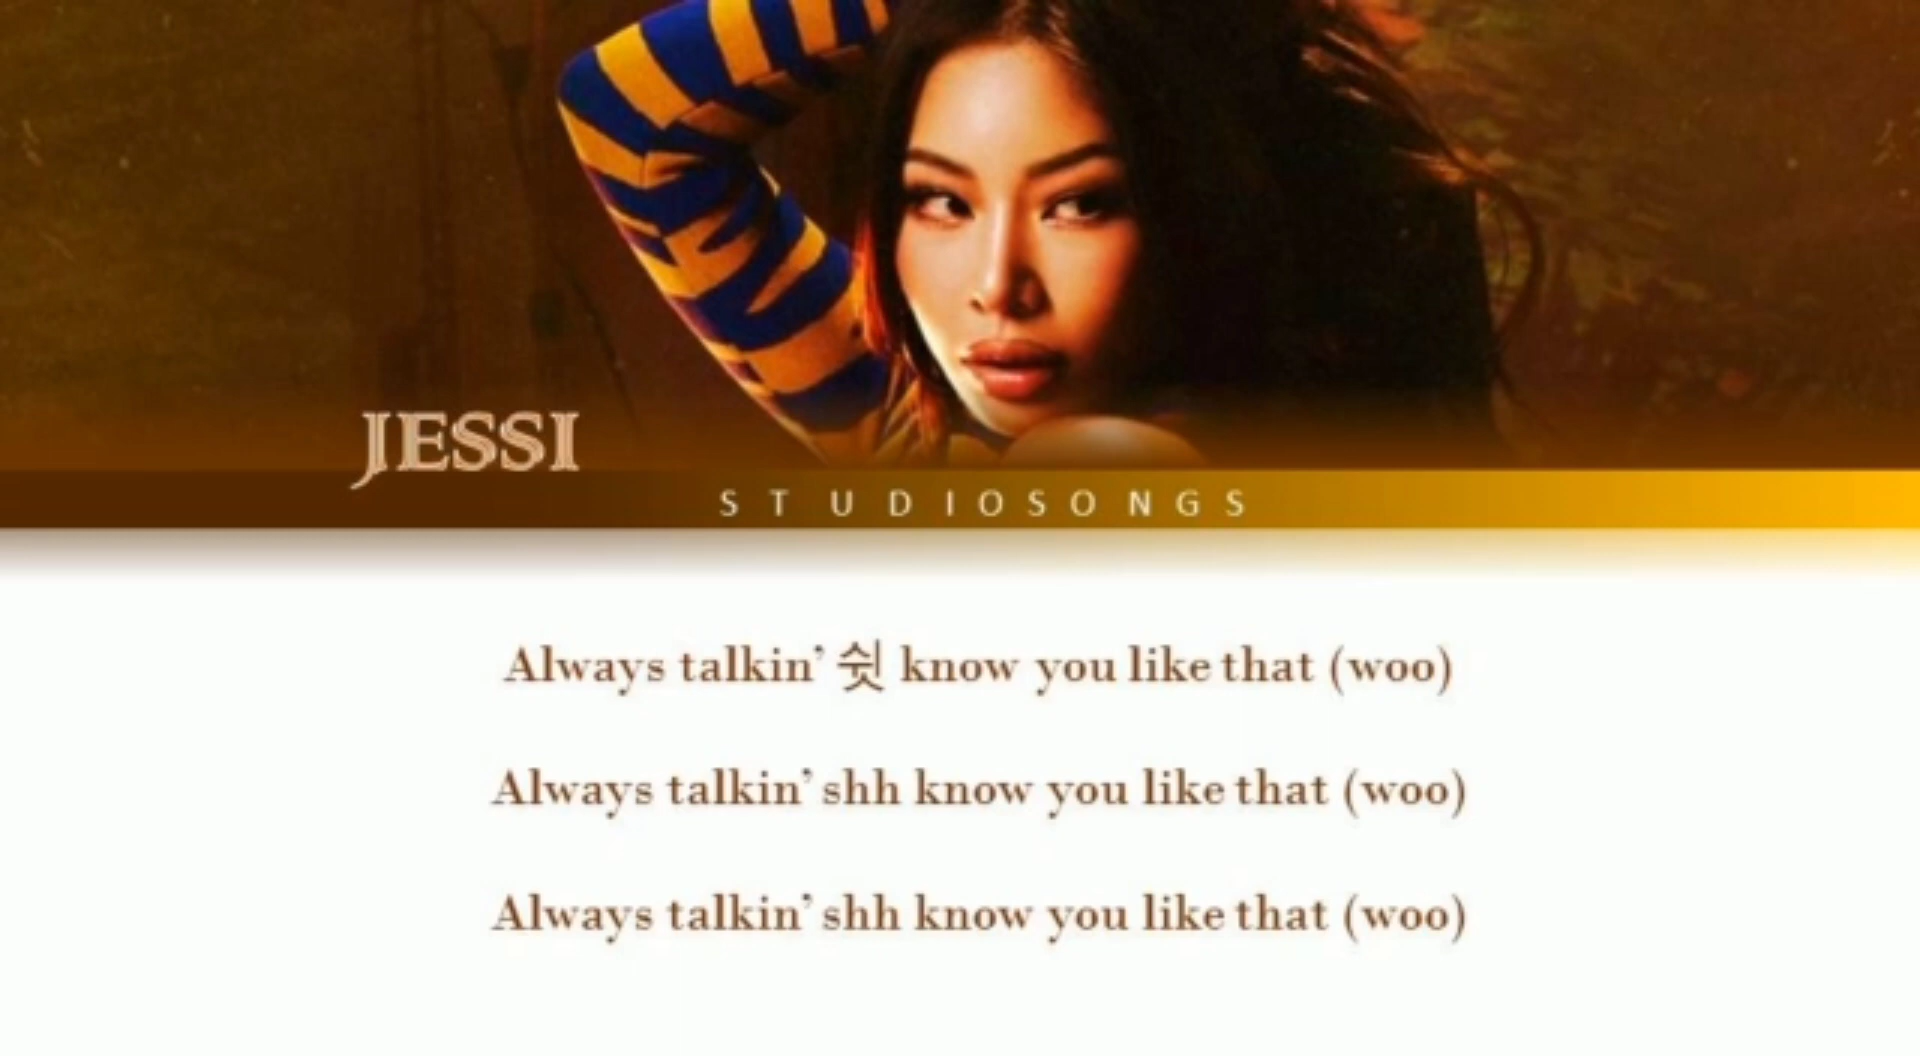 JESSI
STUDIOSONGS
Always talkin’ 쉿 know you like that (woo)
Always talkin’ shh know you like that (woo)
Always talkin’ shh know you like that (woo)